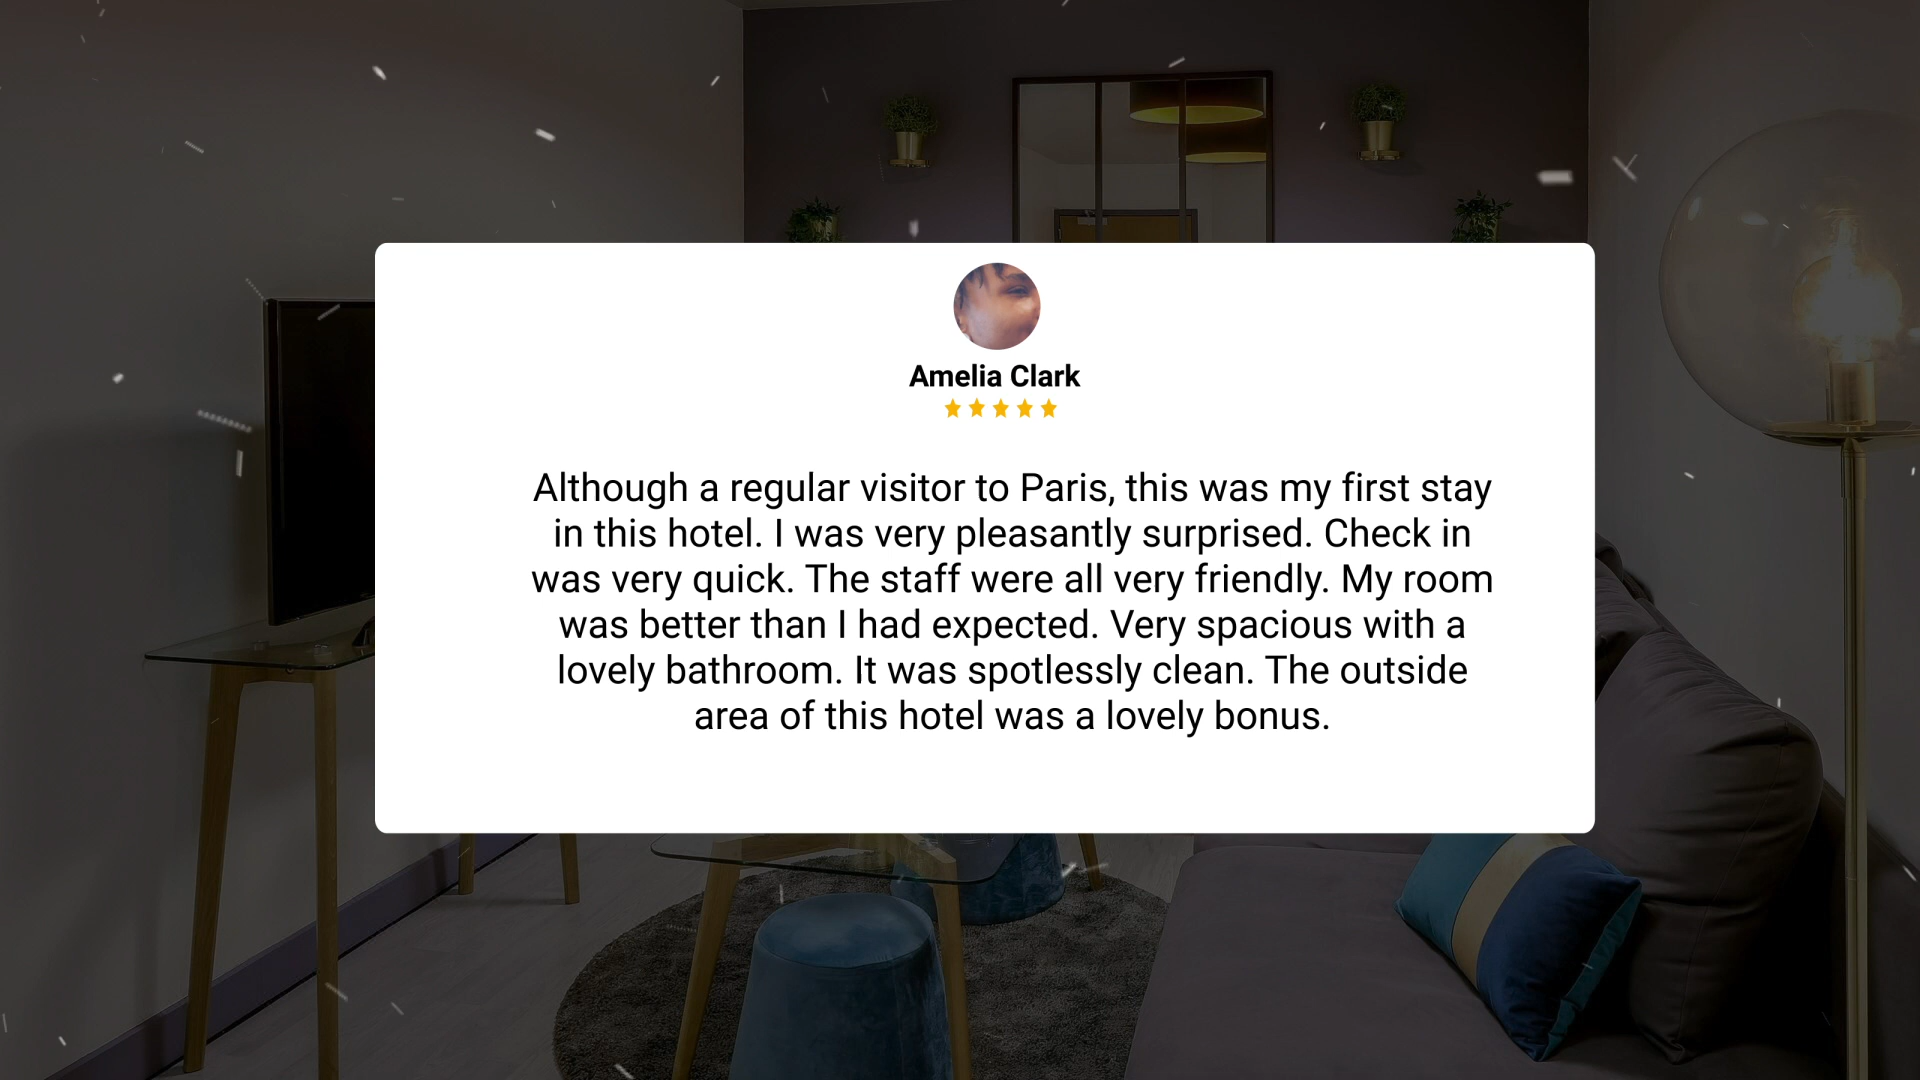 Amelia Clark
Although a regular visitor to Paris, this was my first stay
in this hotel. I was very pleasantly surprised. Check in
was very quick. The staff were all very friendly. My room
was better than I had expected. Very spacious with a
lovely bathroom. It was spotlessly clean. The outside
area of this hotel was a lovely bonus.